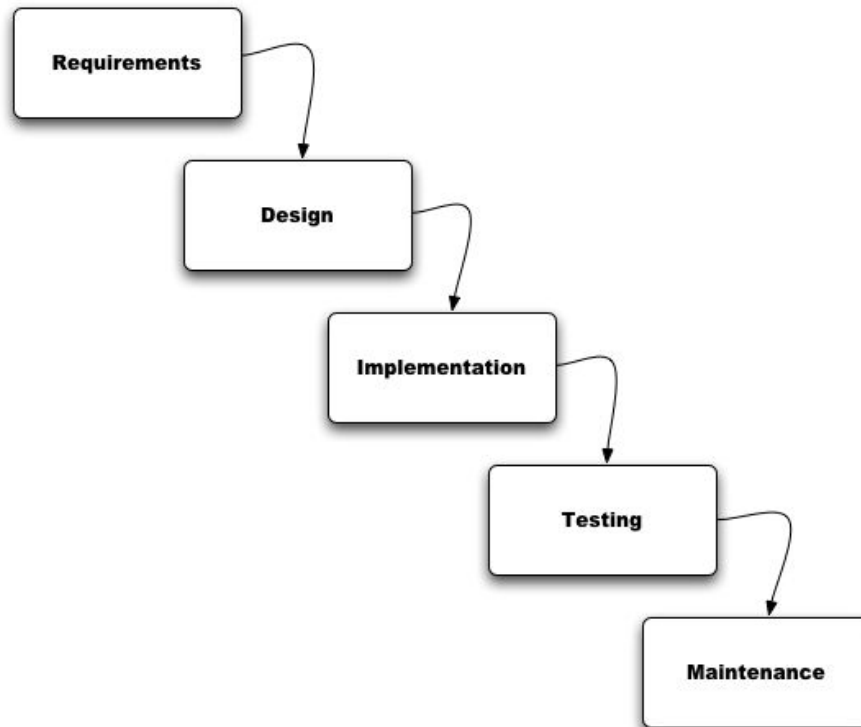 Requirements
Design
Implementation
Testing
Maintenance